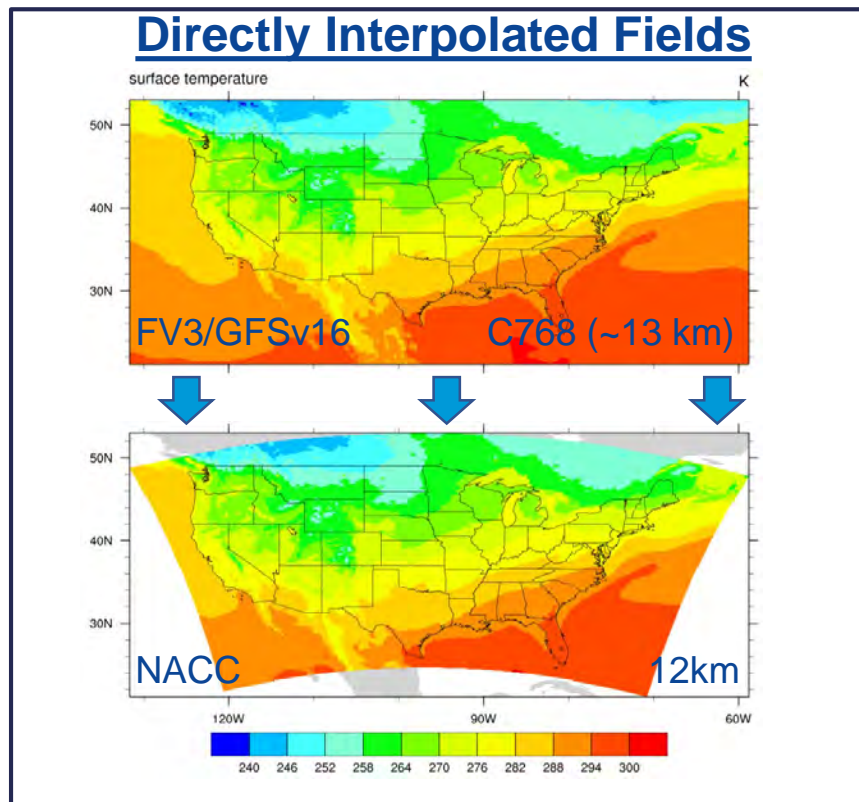 Directly Interpolated Fields
surface temperature K
50N
40N
30N
FV3/GFSv16 C768 (~13 km)
50N
40N
30N
NACC 12km
120W 90W 60W
240 246 252 258 264 270 276 282 288 294 300